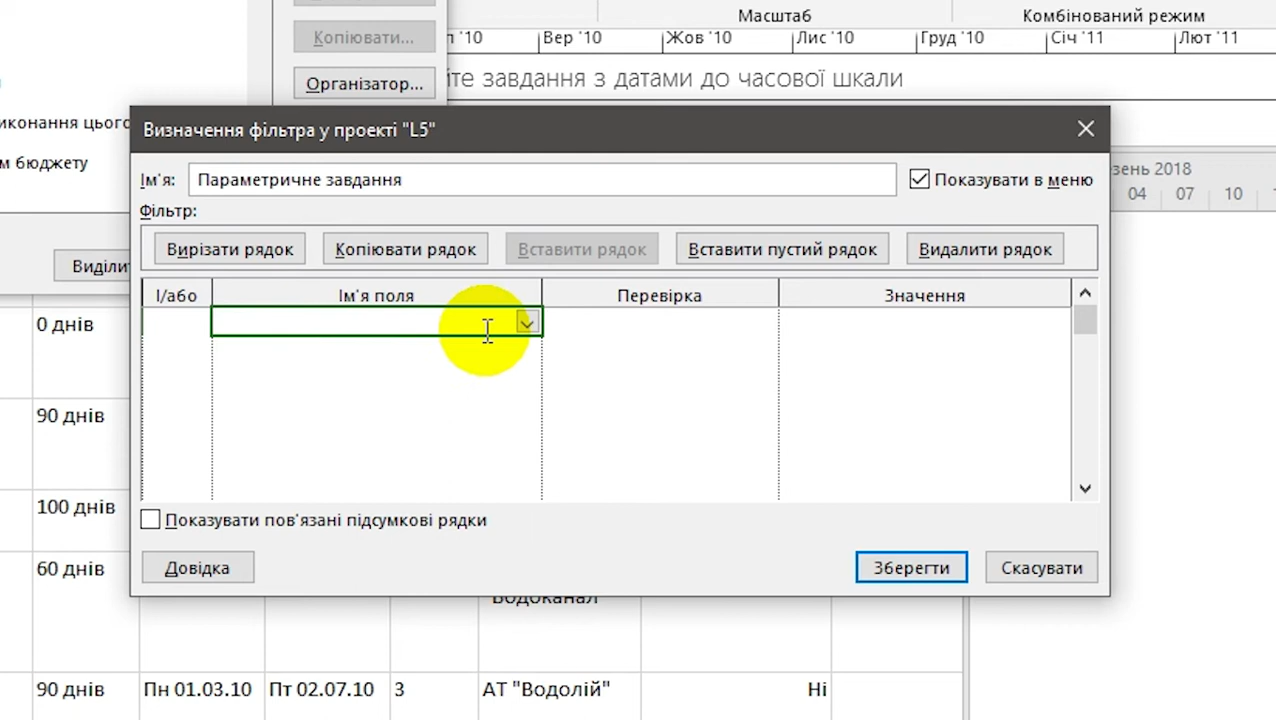 Масштаб
Комбінований режим
Копіювати...
'10
Вер '10
Жов '10
Лис '10
Груд '10
Січ '11
Лют '11
Організатор...
завдання з датами до часової шкали
цього
Визначення фільтра у проекті "L5"
м бюджету
Ім'я:
Параметричне завдання
Показувати в меню
2018
Фільтр:
04
07
10
Вирізати рядок
Копіювати рядок
Вставити рядок
Вставити пустий рядок
Видалити рядок
І/або
Ім'я поля
Перевірка
Значення
0 днів
90 днів
100 днів
Показувати пов'язані підсумкові рядки
60 днів
Довідка
Зберегти
Скасувати
Водоканал
90 днів
Пн 01.03.10
Пт 02.07.10
3
АТ "Водолій"
Ні